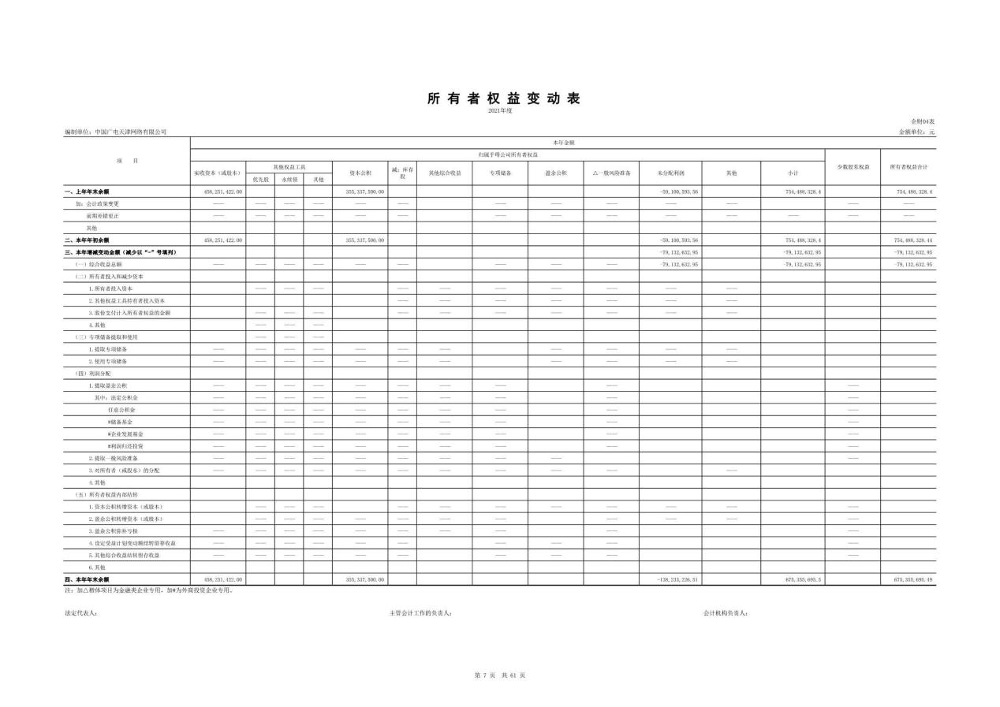 所有者权益变动表
2021年度
企财04表
编制单位：中国广电天津网络有限公司 金额单位：元
项 目 本年金额
归属于母公司所有者权益 少数股东权益 所有者权益合计
实收资本（或股本） 其他权益工具 资本公积 减：库存股 其他综合收益 专项储备 盈余公积 △一般风险准备 未分配利润 其他 小计
优先股 永续债 其他
一、上年年末余额 458,251,422.00 355,337,500.00 -59,100,593.56 754,488,328.4 754,488,328.4
加：会计政策变更 —— —— —— —— —— —— —— —— —— —— —— ——
前期差错更正 —— —— —— —— —— —— —— —— —— —— —— —— ——
其他
二、本年年初余额 458,251,422.00 355,337,500.00 -59,100,593.56 754,488,328.4 754,488,328.44
三、本年增减变动金额（减少以“-”号填列） -79,132,632.95 -79,132,632.95 -79,132,632.95
（一）综合收益总额 —— —— —— —— —— —— —— —— —— -79,132,632.95 -79,132,632.95 -79,132,632.95
（二）所有者投入和减少资本
1.所有者投入资本 —— —— —— —— —— —— —— —— —— ——
2.其他权益工具持有者投入资本 —— —— —— —— —— —— ——
3.股份支付计入所有者权益的金额 —— —— —— —— —— —— —— —— —— ——
4.其他 —— —— ——
（三）专项储备提取和使用 —— —— ——
1.提取专项储备 —— —— —— —— —— —— —— —— —— —— ——
2.使用专项储备 —— —— —— —— —— —— —— —— —— —— ——
（四）利润分配
1.提取盈余公积 —— —— —— —— —— —— —— —— —— ——
其中：法定公积金 —— —— —— —— —— —— —— —— —— ——
任意公积金 —— —— —— —— —— —— —— —— —— ——
#储备基金 —— —— —— —— —— —— —— —— —— ——
#企业发展基金 —— —— —— —— —— —— —— —— —— ——
#利润归还投资 —— —— —— —— —— —— —— —— —— ——
2.提取一般风险准备 —— —— —— —— —— —— —— —— —— ——
3.对所有者（或股东）的分配 —— —— —— —— —— —— —— —— —— —— ——
4.其他
（五）所有者权益内部结转
1.资本公积转增资本（或股本） —— —— —— —— —— —— —— —— —— —— ——
2.盈余公积转增资本（或股本） —— —— —— —— —— —— —— —— —— ——
3.盈余公积弥补亏损 —— —— —— —— —— —— —— —— —— ——
4.设定受益计划变动额结转留存收益 —— —— —— —— —— —— —— —— —— ——
5.其他综合收益结转留存收益 —— —— —— —— —— —— —— —— —— ——
6.其他
四、本年年末余额 458,251,422.00 355,337,500.00 -138,233,226.51 675,355,695.5 675,355,695.49
注：加△楷体项目为金融类企业专用、加#为外商投资企业专用。
法定代表人： 主管会计工作的负责人： 会计机构负责人：
第 7 页 共 61 页